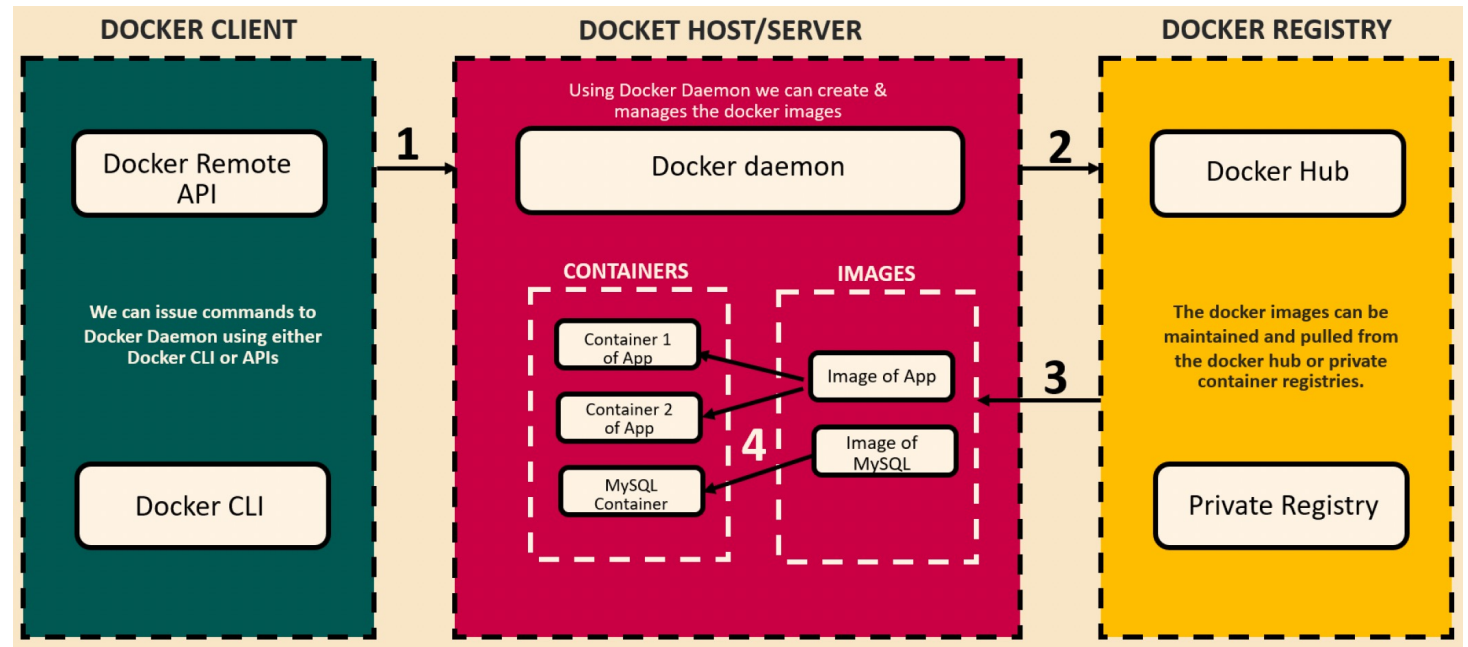 DOCKER CLIENT
Docker Remote
API
We can issue commands to
Docker Daemon using either
Docker CLI or APIs
Docker CLI
1
DOCKET HOST/SERVER
Using Docker Daemon we can create &
manages the docker images
Docker daemon
CONTAINERS
Container 1
of App
Container 2
of App
MySQL
Container
4
IMAGES
Image of App
Image of
MySQL
2
3
DOCKER REGISTRY
Docker Hub
The docker images can be
maintained and pulled from
the docker hub or private
container registries.
Private Registry